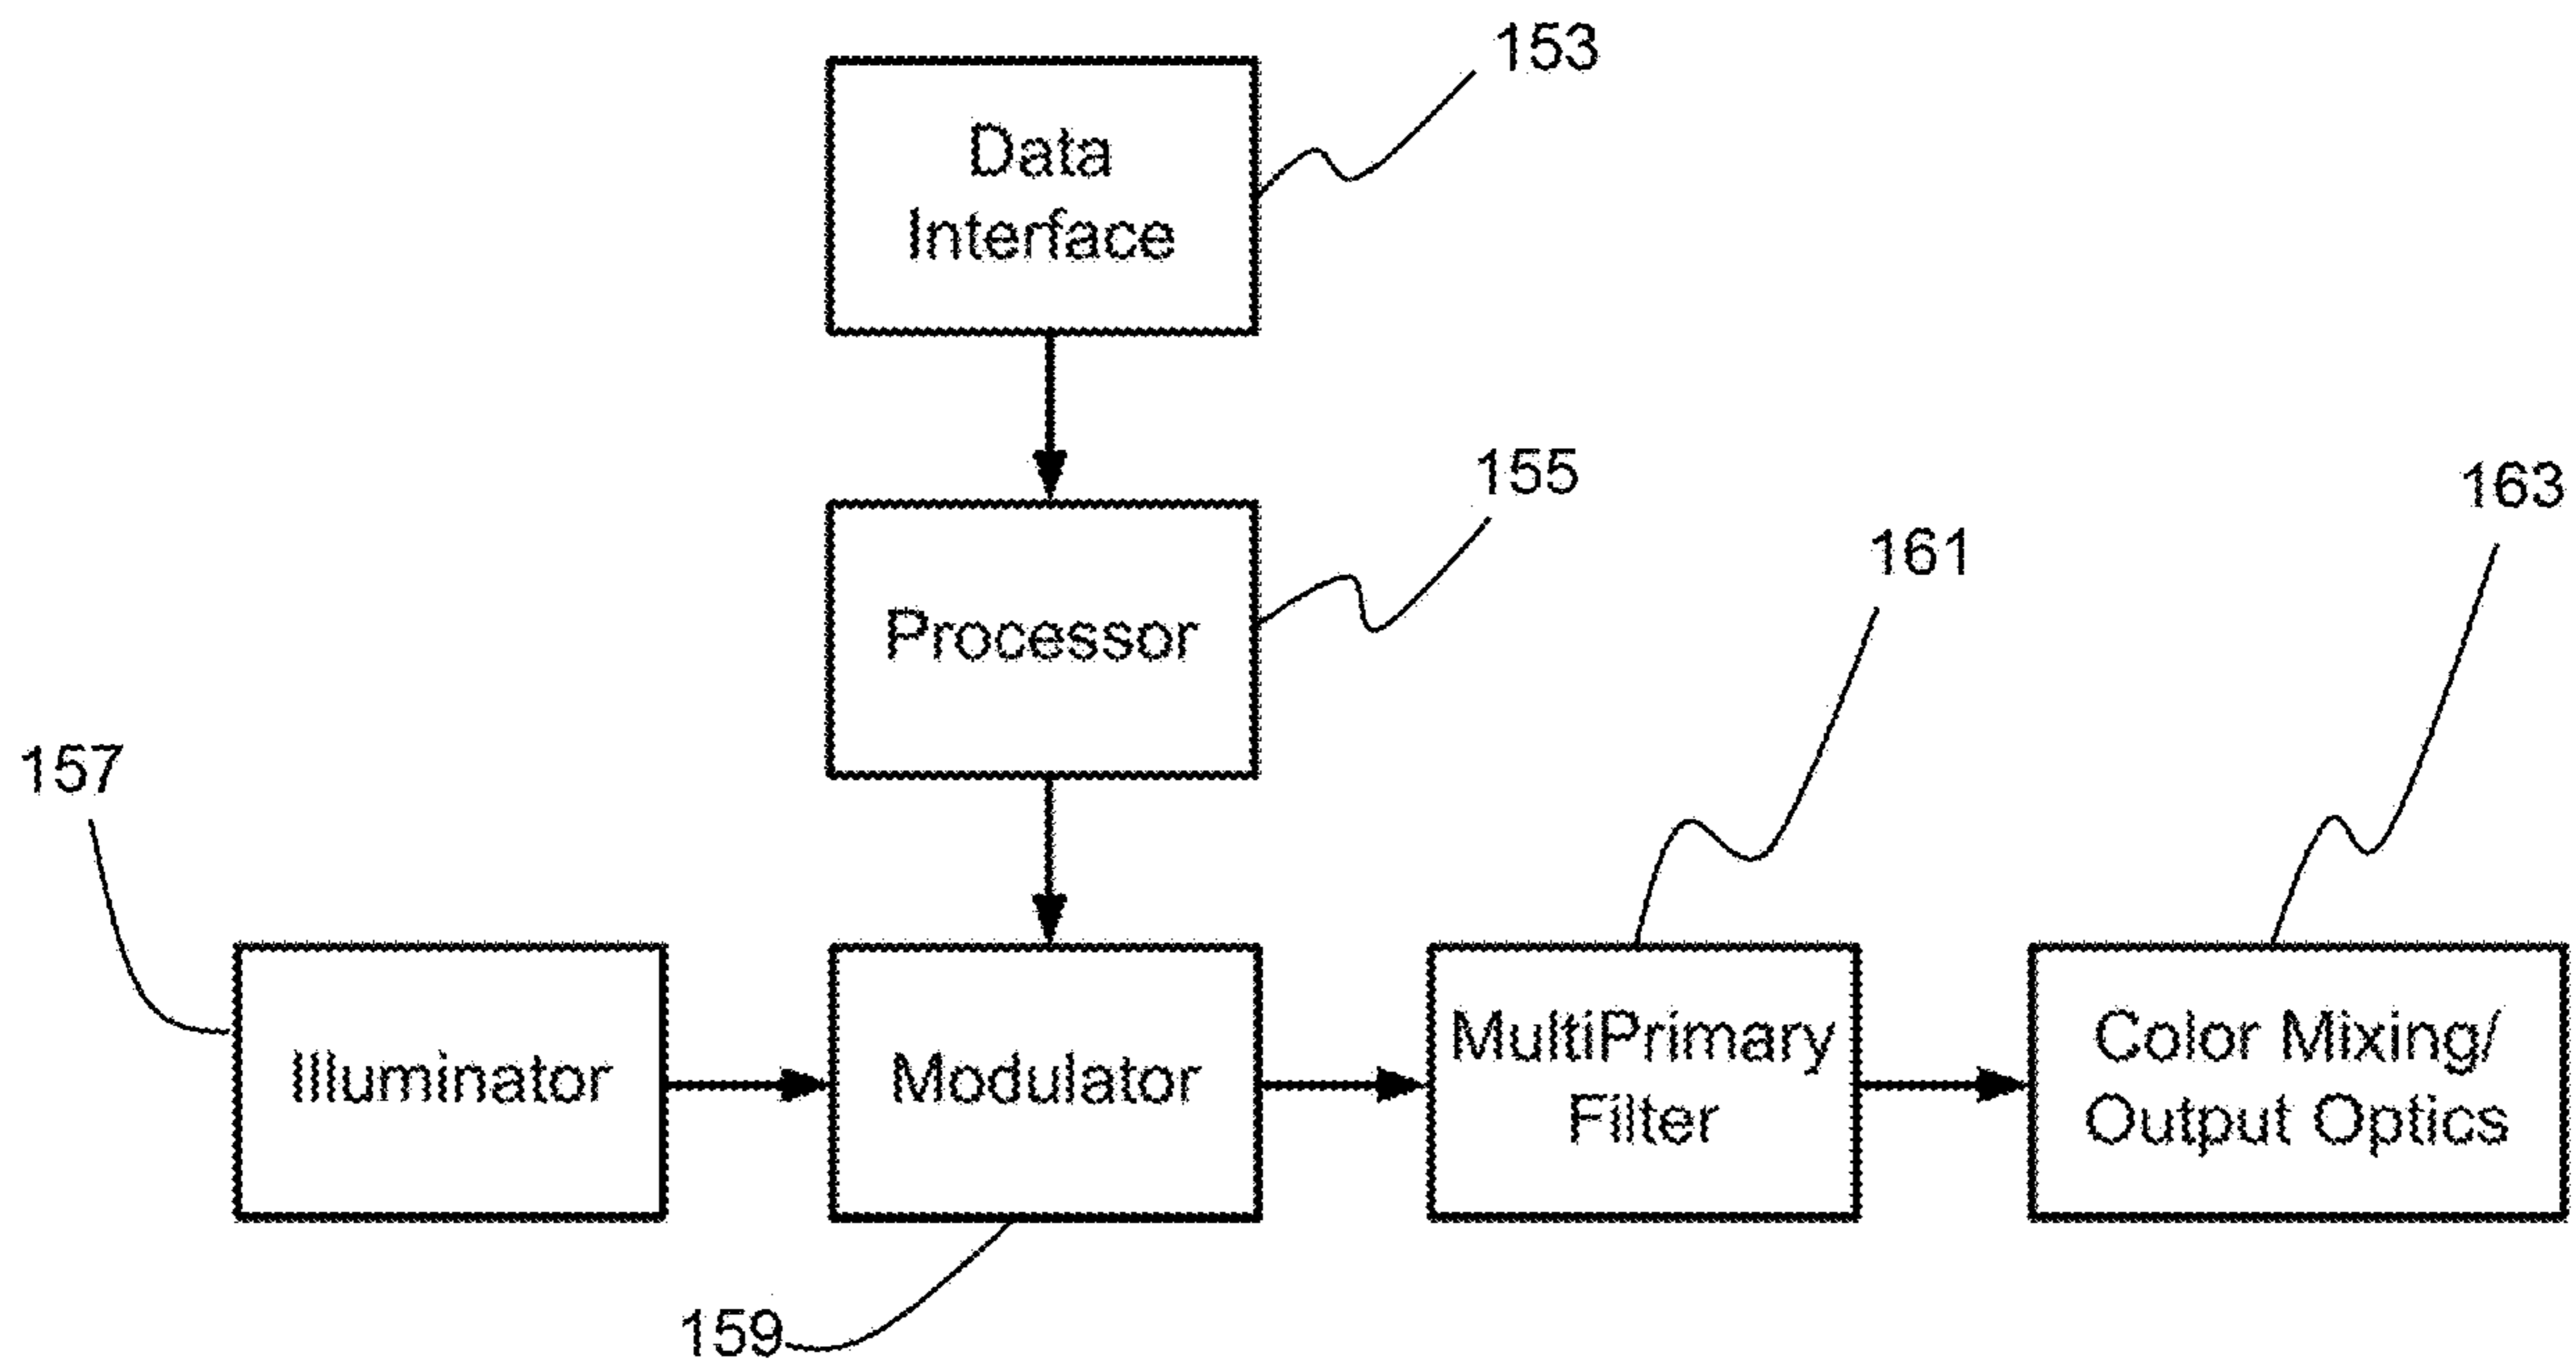 153
Data
Interface
155
Processor
163
161
157
Illuminator
Modulator
MultiPrimary
Filter
Color Mixing/
Output Optics
159